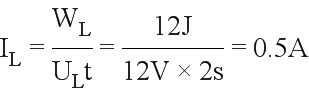 I_L = W_L / U_L t = 12J / 12V × 2s = 0.5A